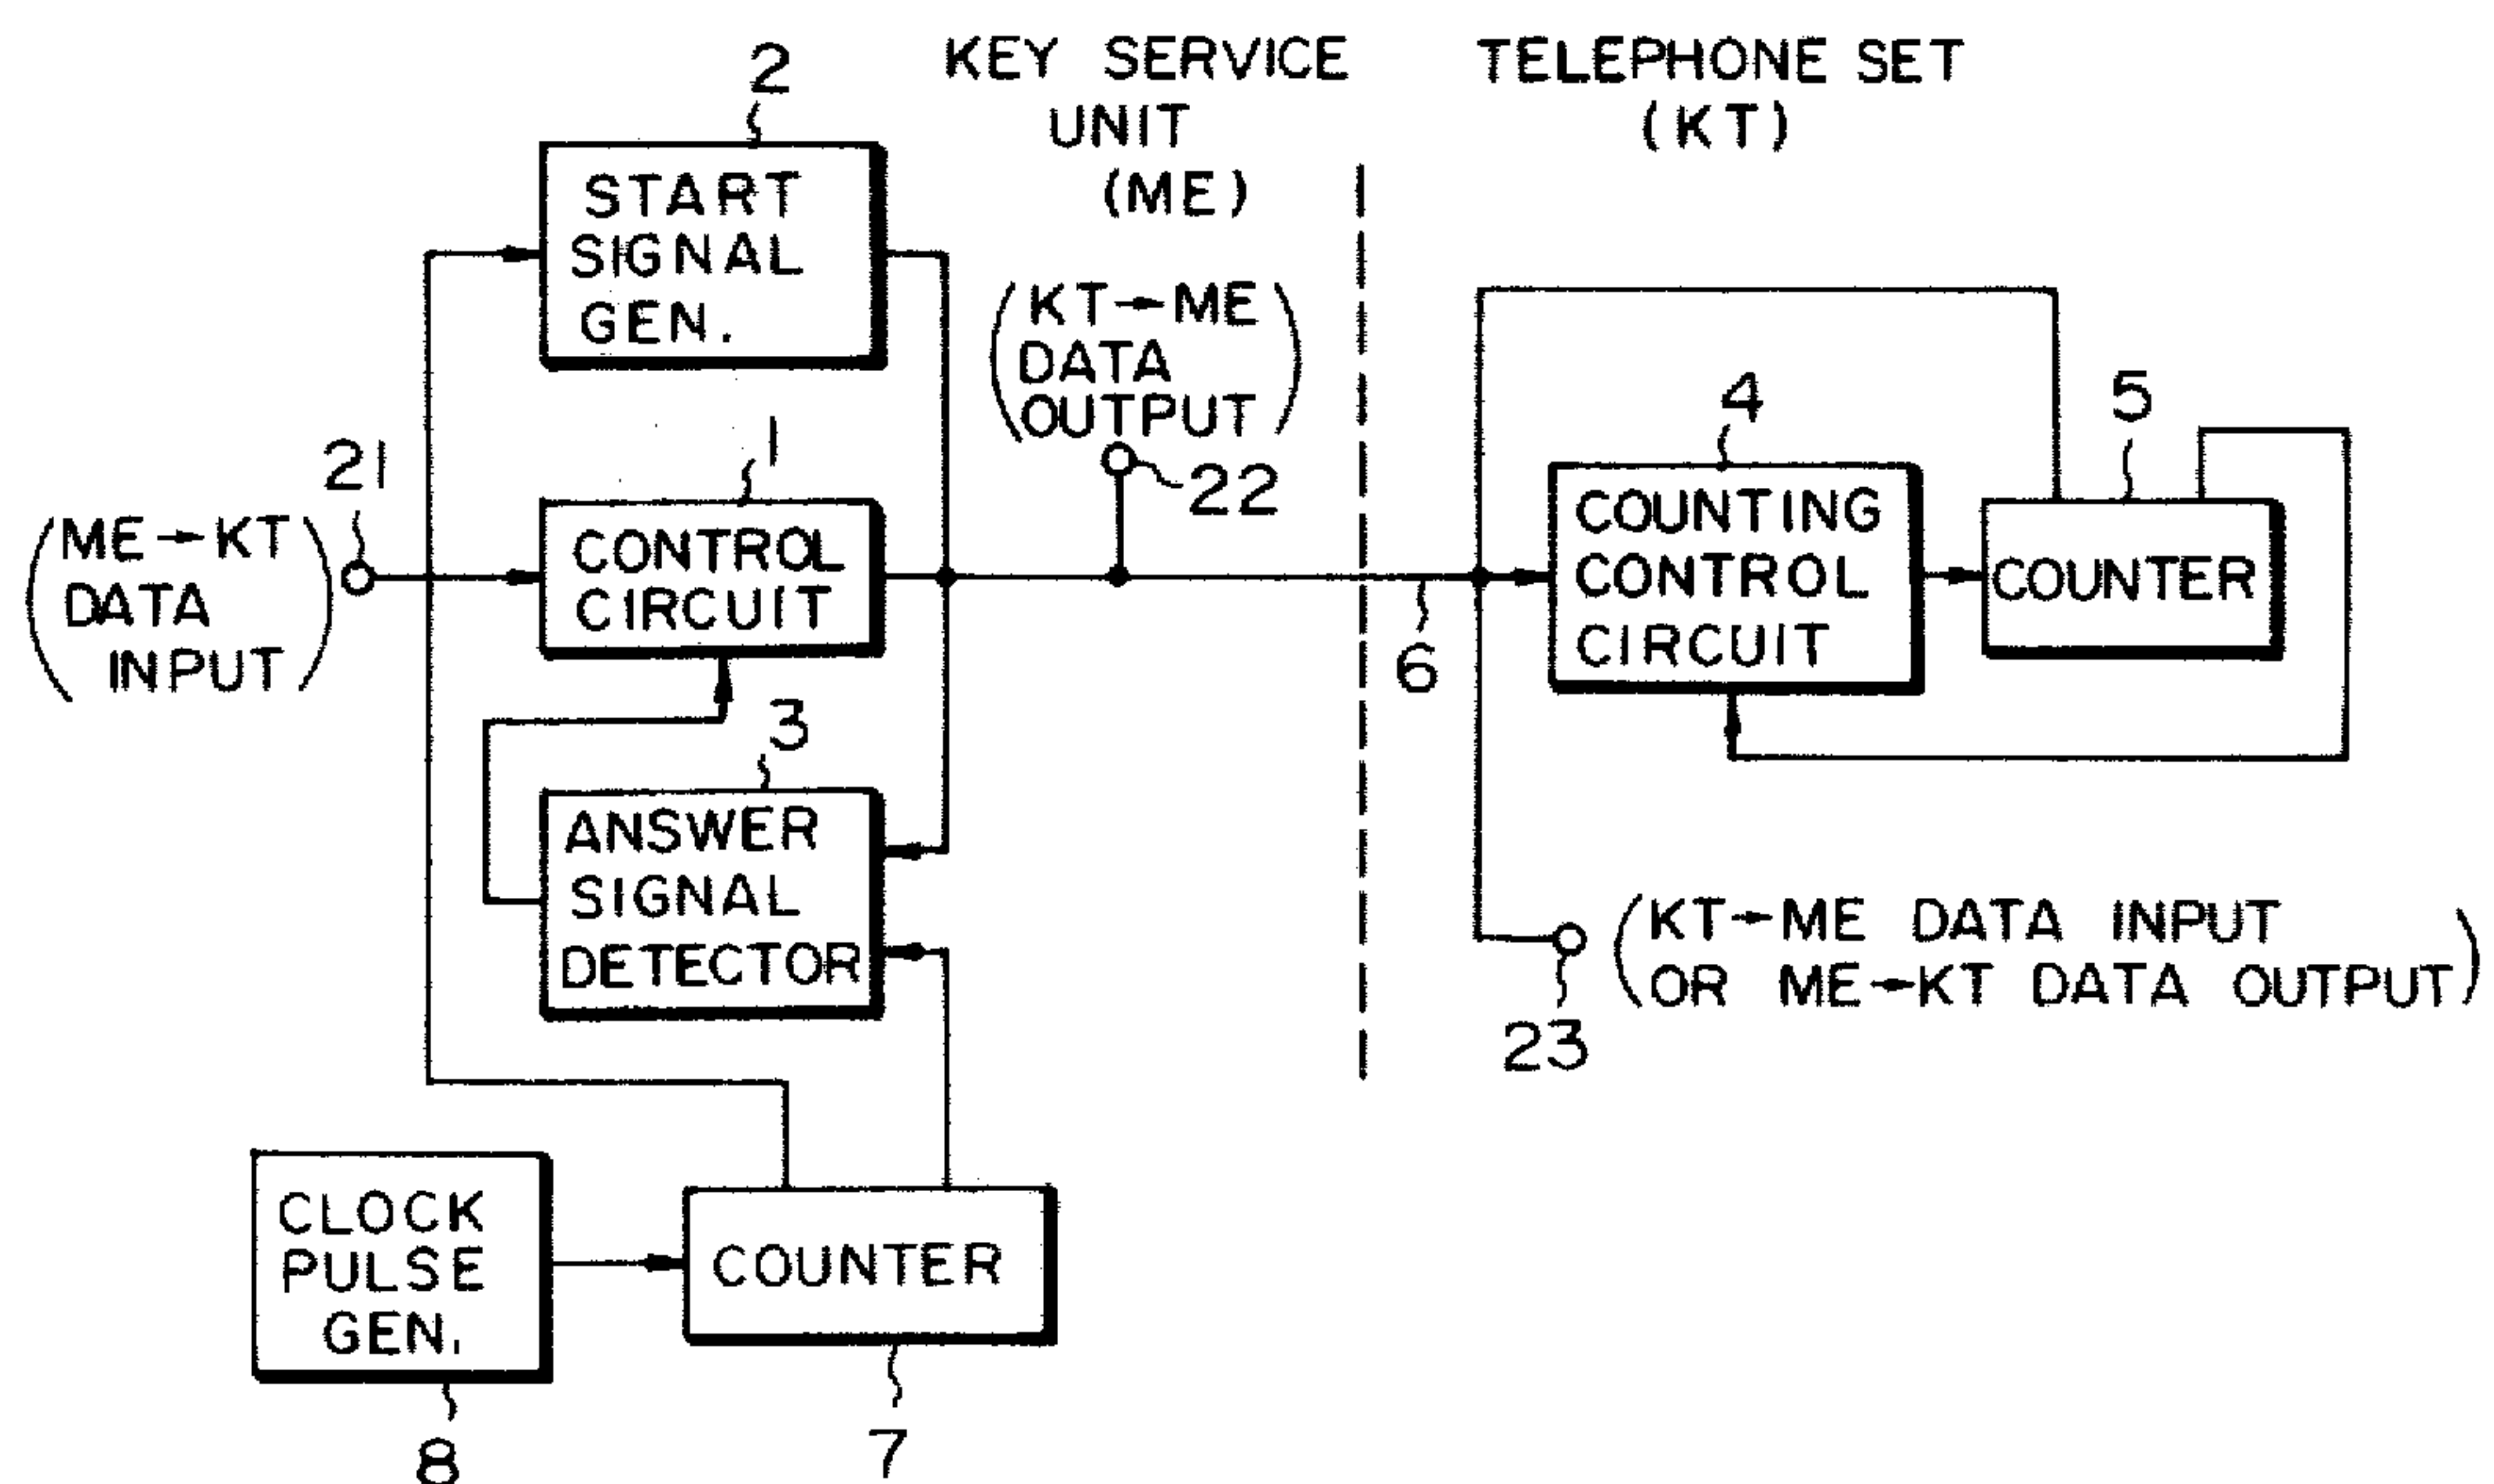 KEY SERVICE
UNIT
(ME)
TELEPHONE SET
(KT)
2
START
SIGNAL
GEN.
(KT→ME
DATA
OUTPUT)
22
21
(ME→KT
DATA
INPUT)
1
CONTROL
CIRCUIT
4
COUNTING
CONTROL
CIRCUIT
5
COUNTER
6
3
ANSWER
SIGNAL
DETECTOR
(KT→ME DATA INPUT
OR ME→KT DATA OUTPUT)
23
CLOCK
PULSE
GEN.
8
COUNTER
7